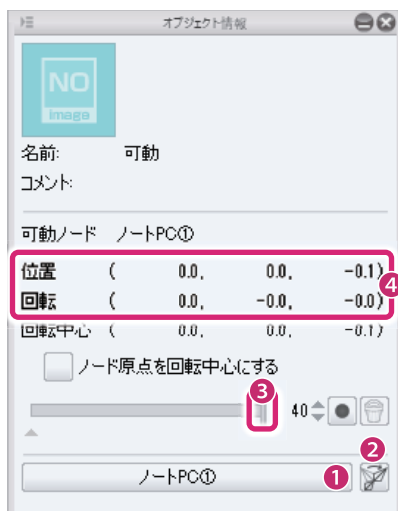 オブジェクト情報
NO
image
名前: 可動
コメント:
可動ノード ノートPC①
位置 ( 0.0, 0.0, -0.1)
回転 ( 0.0, -0.0, -0.0)
回転中心 ( 0.0, 0.0, -0.1)
ノード原点を回転中心にする
40
ノートPC①
4
3
2
1